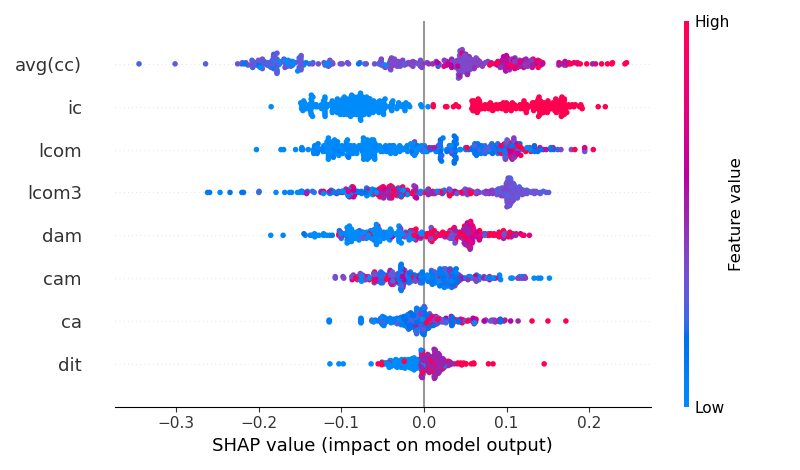 High
avg(cc)
ic
lcom
lcom3
dam
cam
ca
dit
Feature value
Low
−0.3 −0.2 −0.1 0.0 0.1 0.2
SHAP value (impact on model output)